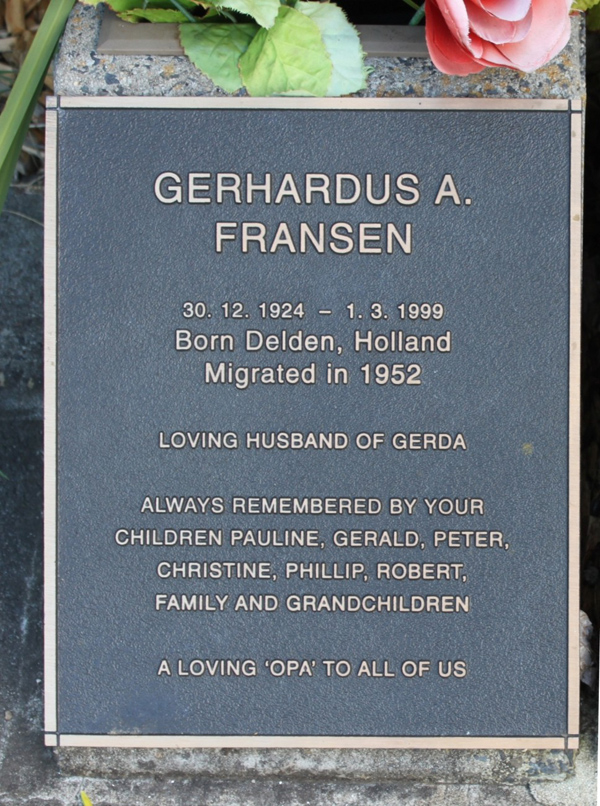 GERHARDUS A.
FRANSEN
30. 12. 1924 – 1. 3. 1999
Born Delden, Holland
Migrated in 1952
LOVING HUSBAND OF GERDA
ALWAYS REMEMBERED BY YOUR
CHILDREN PAULINE, GERALD, PETER,
CHRISTINE, PHILLIP, ROBERT,
FAMILY AND GRANDCHILDREN
A LOVING ‘OPA’ TO ALL OF US